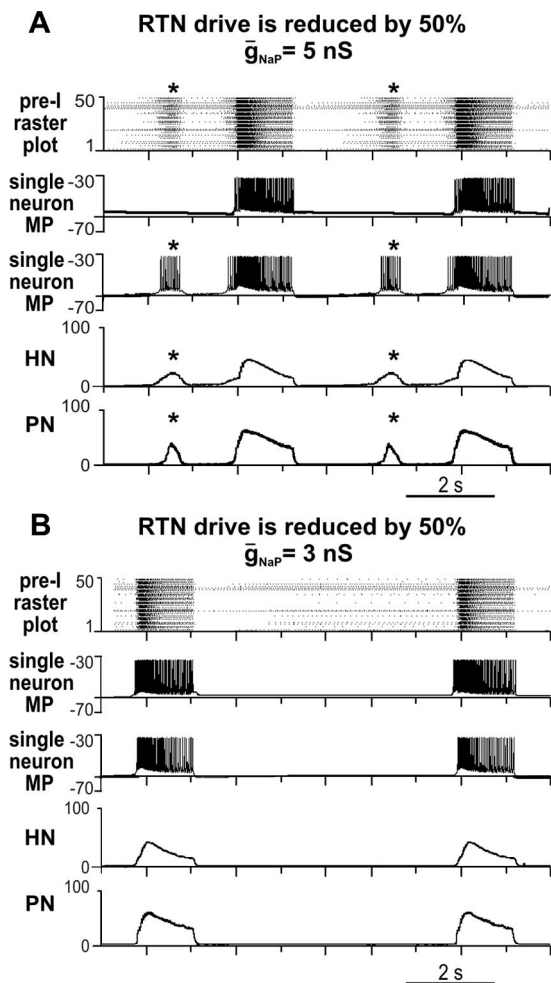 A
RTN drive is reduced by 50%
ḡNaP= 5 nS
*
*
pre-I
raster
plot
50
1
single
neuron
MP
-30
-70
*
*
single
neuron
MP
-30
-70
*
*
HN
100
0
*
*
PN
100
0
2 s
B
RTN drive is reduced by 50%
ḡNaP= 3 nS
pre-I
raster
plot
50
1
single
neuron
MP
-30
-70
single
neuron
MP
-30
-70
HN
100
0
PN
100
0
2 s